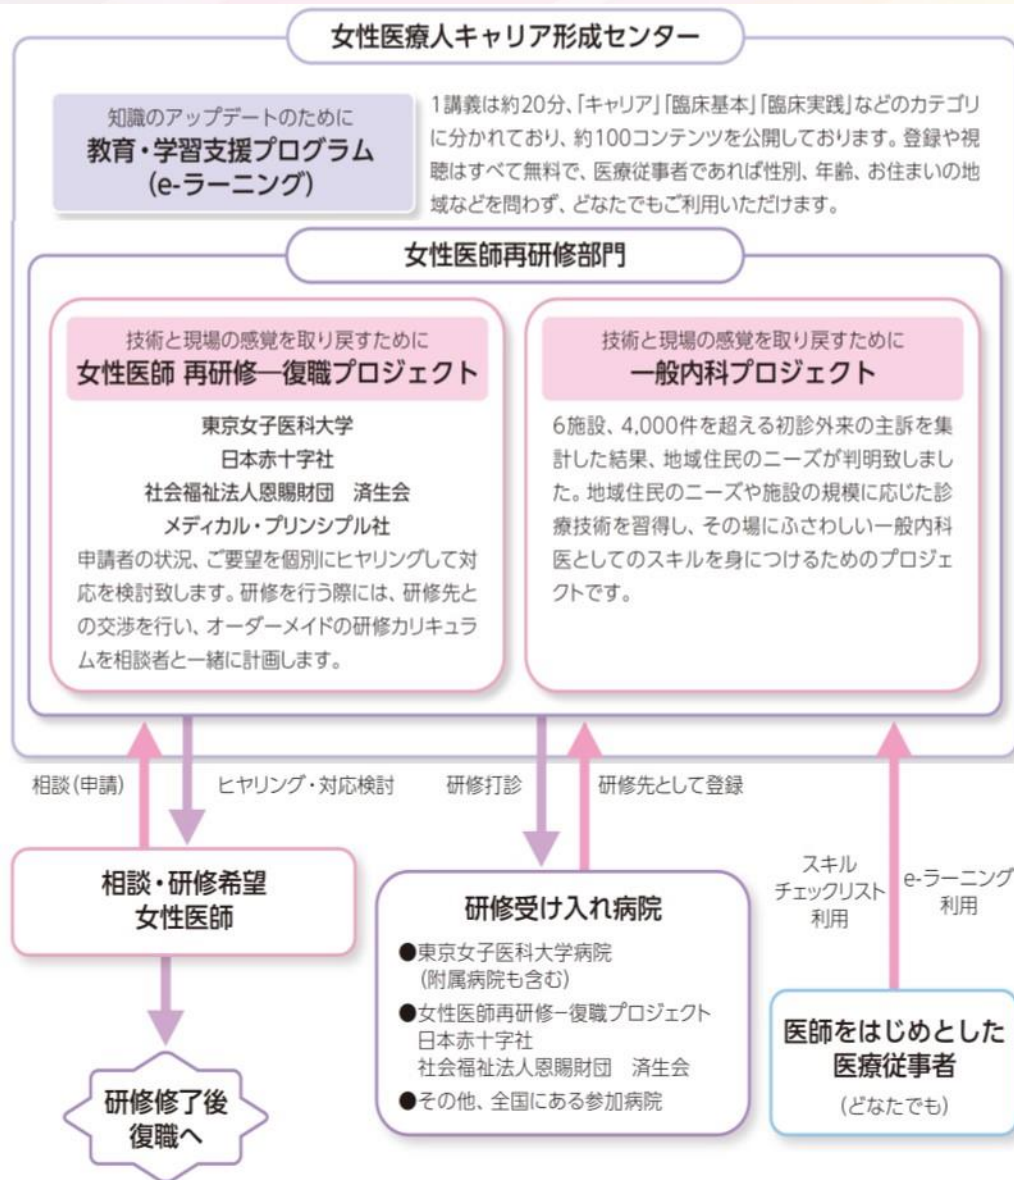 女性医療人キャリア形成センター
知識のアップデートのために
教育・学習支援プログラム
(e-ラーニング)
1講義は約20分、「キャリア」「臨床基本」「臨床実践」などのカテゴリ
に分かれており、約100コンテンツを公開しております。登録や視
聴はすべて無料で、医療従事者であれば性別、年齢、お住まいの地
域などを問わず、どなたでもご利用いただけます。
女性医師再研修部門
技術と現場の感覚を取り戻すために
女性医師 再研修―復職プロジェクト
東京女子医科大学
日本赤十字社
社会福祉法人恩賜財団　済生会
メディカル・プリンシプル社
申請者の状況、ご要望を個別にヒヤリングして対
応を検討致します。研修を行う際には、研修先と
の交渉を行い、オーダーメイドの研修カリキュラ
ムを相談者と一緒に計画します。
技術と現場の感覚を取り戻すために
一般内科プロジェクト
6施設、4,000件を超える初診外来の主訴を集
計した結果、地域住民のニーズが判明致しまし
た。地域住民のニーズや施設の規模に応じた診
療技術を習得し、その場にふさわしい一般内科
医としてのスキルを身につけるためのプロジェ
クトです。
相談(申請)
ヒヤリング・対応検討
研修打診
研修先として登録
スキル
チェックリスト
利用
e-ラーニング
利用
相談・研修希望
女性医師
研修修了後
復職へ
研修受け入れ病院
●東京女子医科大学病院
(附属病院も含む)
●女性医師再研修−復職プロジェクト
日本赤十字社
社会福祉法人恩賜財団　済生会
●その他、全国にある参加病院
医師をはじめとした
医療従事者
(どなたでも)